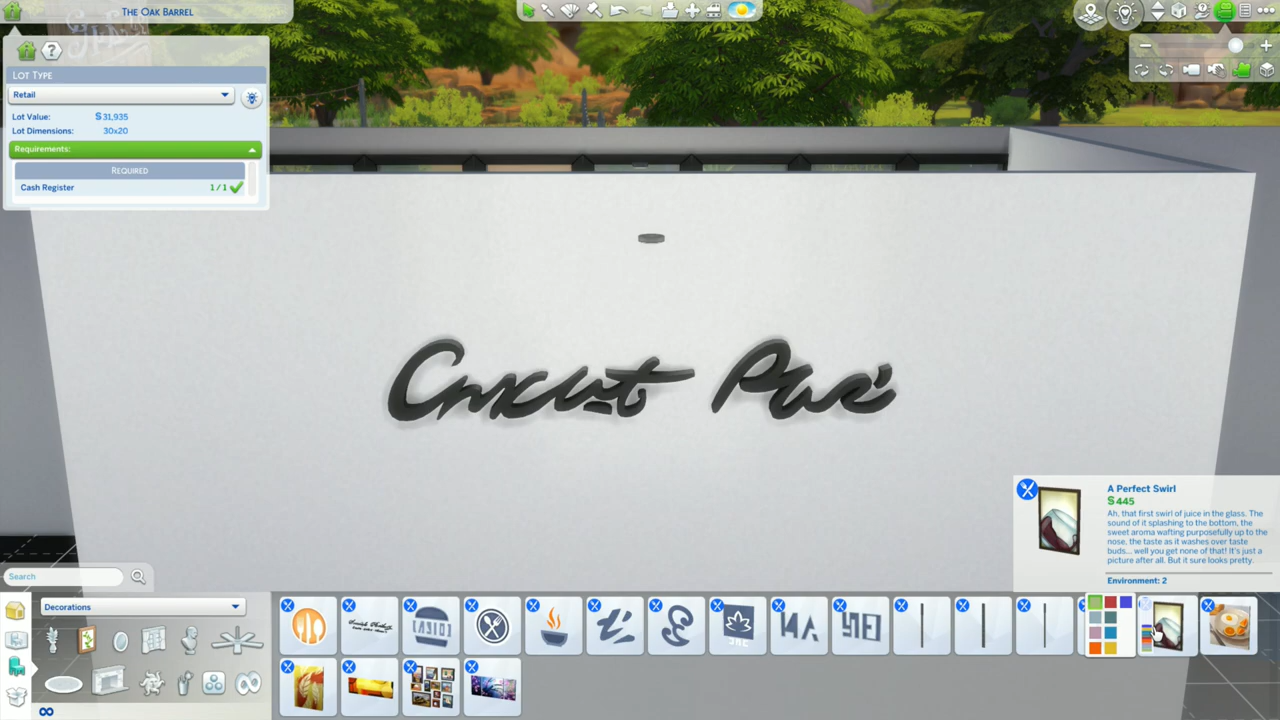 THE OAK BARREL
LOT TYPE
Retail
Lot Value: $31,935
Lot Dimensions: 30x20
Requirements:
REQUIRED
Cash Register 1/1
A Perfect Swirl
$445
Ah, that first swirl of juice in the glass. The
sound of it splashing to the bottom, the
sweet aroma wafting purposefully up to the
nose, the taste as it washes over taste
buds... well you get none of that! It's just a
picture after all. But it sure looks pretty.
Environment: 2
Search
Decorations